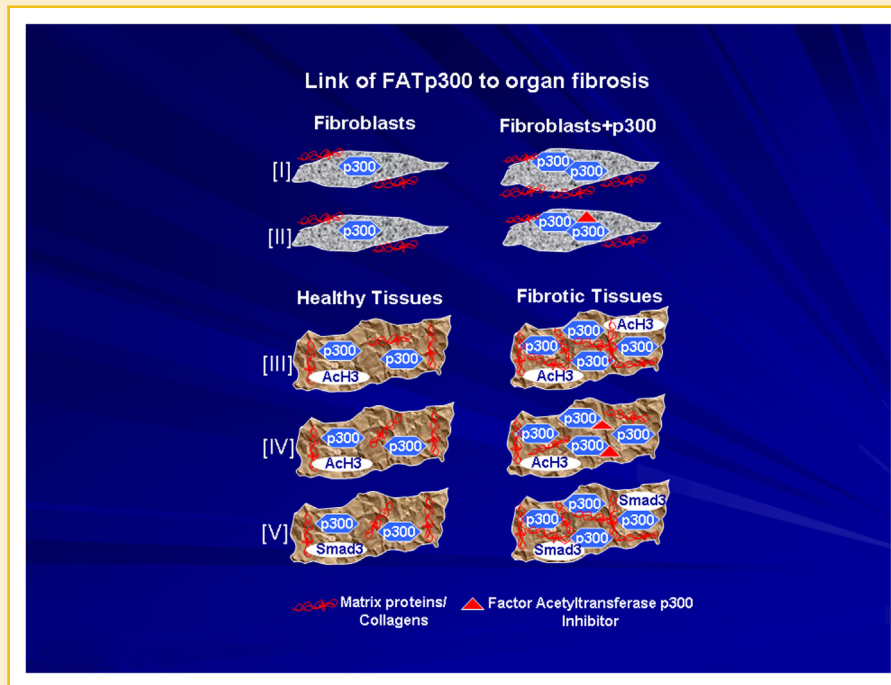 Link of FATp300 to organ fibrosis
Fibroblasts
Fibroblasts+p300
[I]
p300
p300
p300
[II]
p300
p300
p300
Healthy Tissues
Fibrotic Tissues
[III]
p300
p300
AcH3
AcH3
p300
p300
p300
p300
AcH3
[IV]
p300
p300
AcH3
p300
p300
p300
p300
AcH3
[V]
p300
p300
Smad3
Smad3
p300
p300
p300
p300
Smad3
Matrix proteins/
Collagens
Factor Acetyltransferase p300
Inhibitor